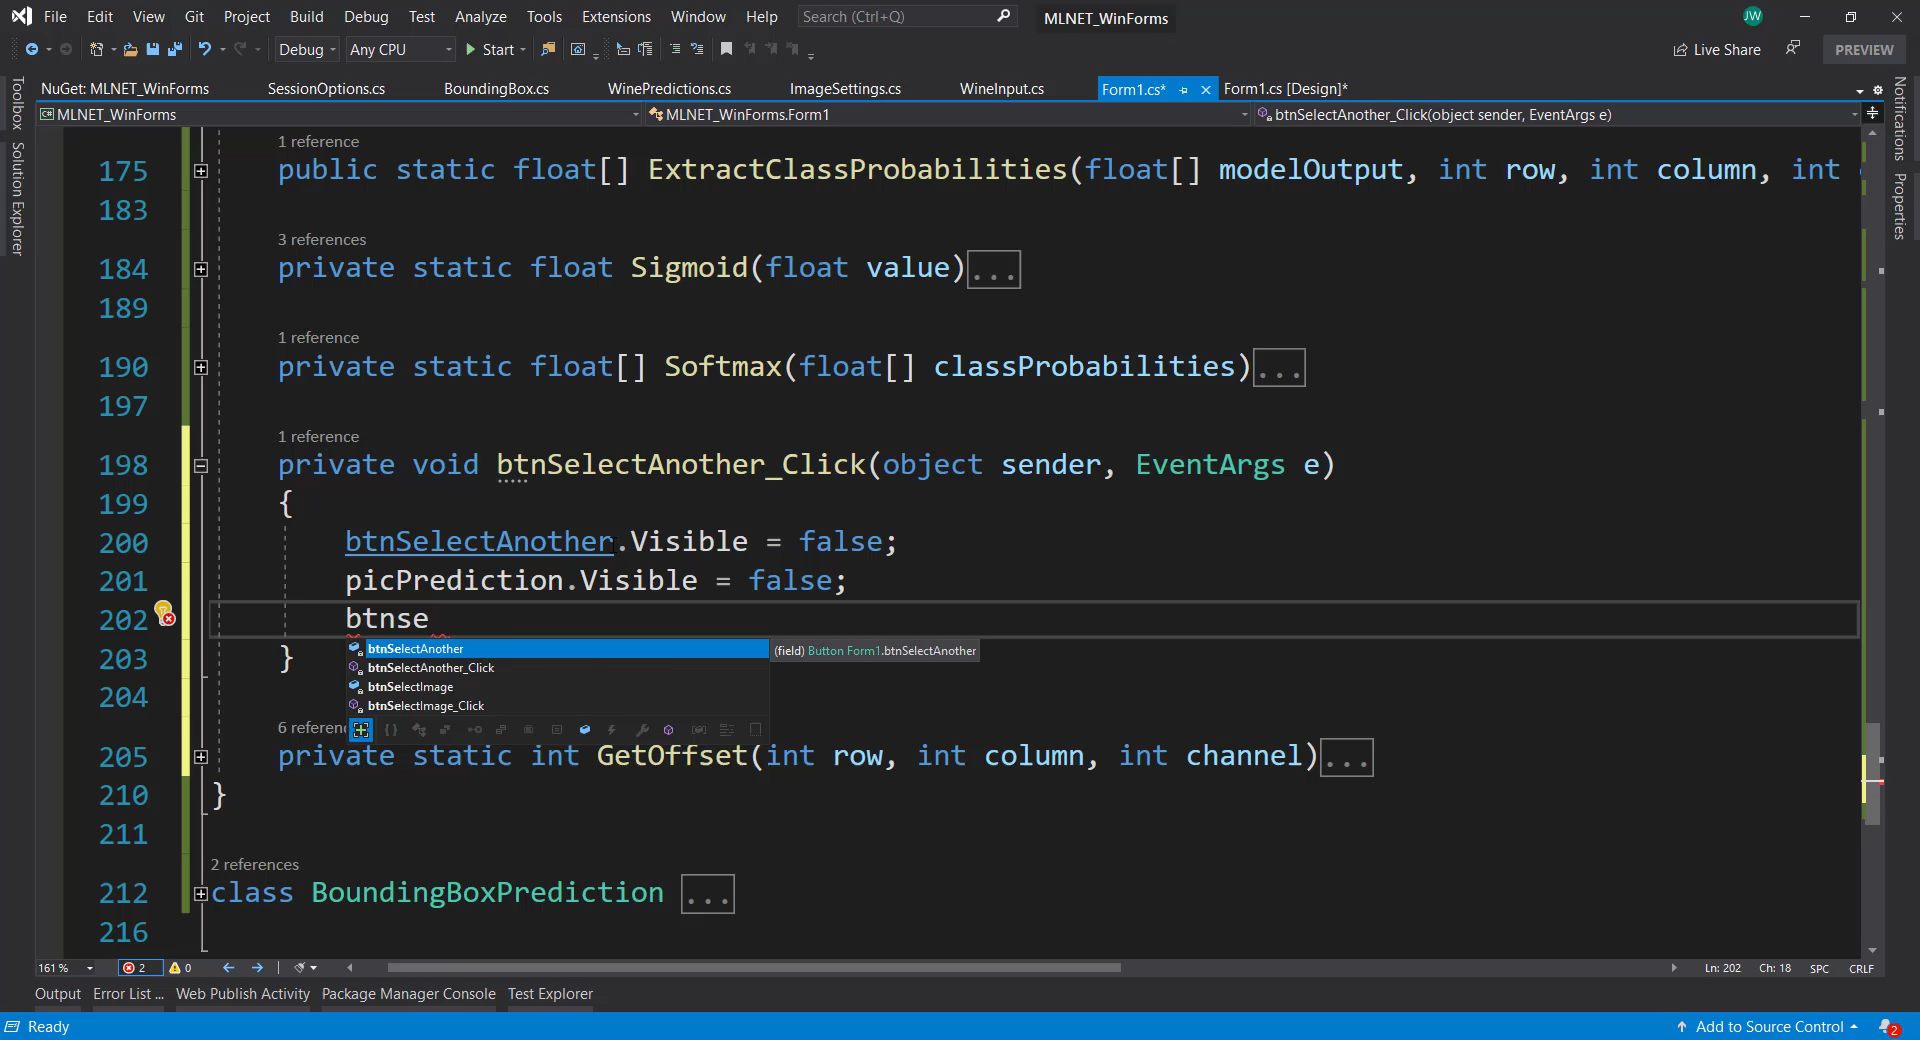 File Edit View Git Project Build Debug Test Analyze Tools Extensions Window Help Search (Ctrl+Q) MLNET_WinForms JW
Debug Any CPU Start Live Share PREVIEW
NuGet: MLNET_WinForms SessionOptions.cs BoundingBox.cs WinePredictions.cs ImageSettings.cs WineInput.cs Form1.cs* Form1.cs [Design]*
C# MLNET_WinForms MLNET_WinForms.Form1 btnSelectAnother_Click(object sender, EventArgs e)
Toolbox
Solution Explorer
Notifications
Properties
1 reference
175 public static float[] ExtractClassProbabilities(float[] modelOutput, int row, int column, int
183
3 references
184 private static float Sigmoid(float value)...
189
1 reference
190 private static float[] Softmax(float[] classProbabilities)...
197
1 reference
198 private void btnSelectAnother_Click(object sender, EventArgs e)
199 {
200 btnSelectAnother.Visible = false;
201 picPrediction.Visible = false;
202 btnse
btnSelectAnother (field) Button Form1.btnSelectAnother
btnSelectAnother_Click
btnSelectImage
btnSelectImage_Click
203 }
204
6 referenc
205 private static int GetOffset(int row, int column, int channel)...
210 }
211
2 references
212 class BoundingBoxPrediction ...
216
161 % 2 0 Ln: 202 Ch: 18 SPC CRLF
Output Error List ... Web Publish Activity Package Manager Console Test Explorer
Ready Add to Source Control 2